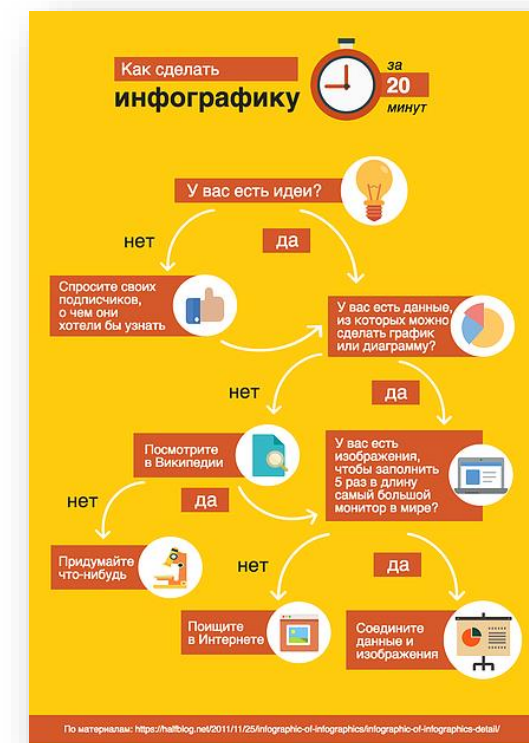 Как сделать
инфографику
за
20
минут
У вас есть идеи?
нет
да
Спросите своих
подписчиков,
о чем они
хотели бы узнать
У вас есть данные,
из которых можно
сделать график
или диаграмму?
нет
да
Посмотрите
в Википедии
У вас есть
изображения,
чтобы заполнить
5 раз в длину
самый большой
монитор в мире?
нет
да
Придумайте
что-нибудь
нет
да
Поищите
в Интернете
Соедините
данные и
изображения
По материалам: https://halfblog.net/2011/11/25/infographic-of-infographics/infographic-of-infographics-detail/